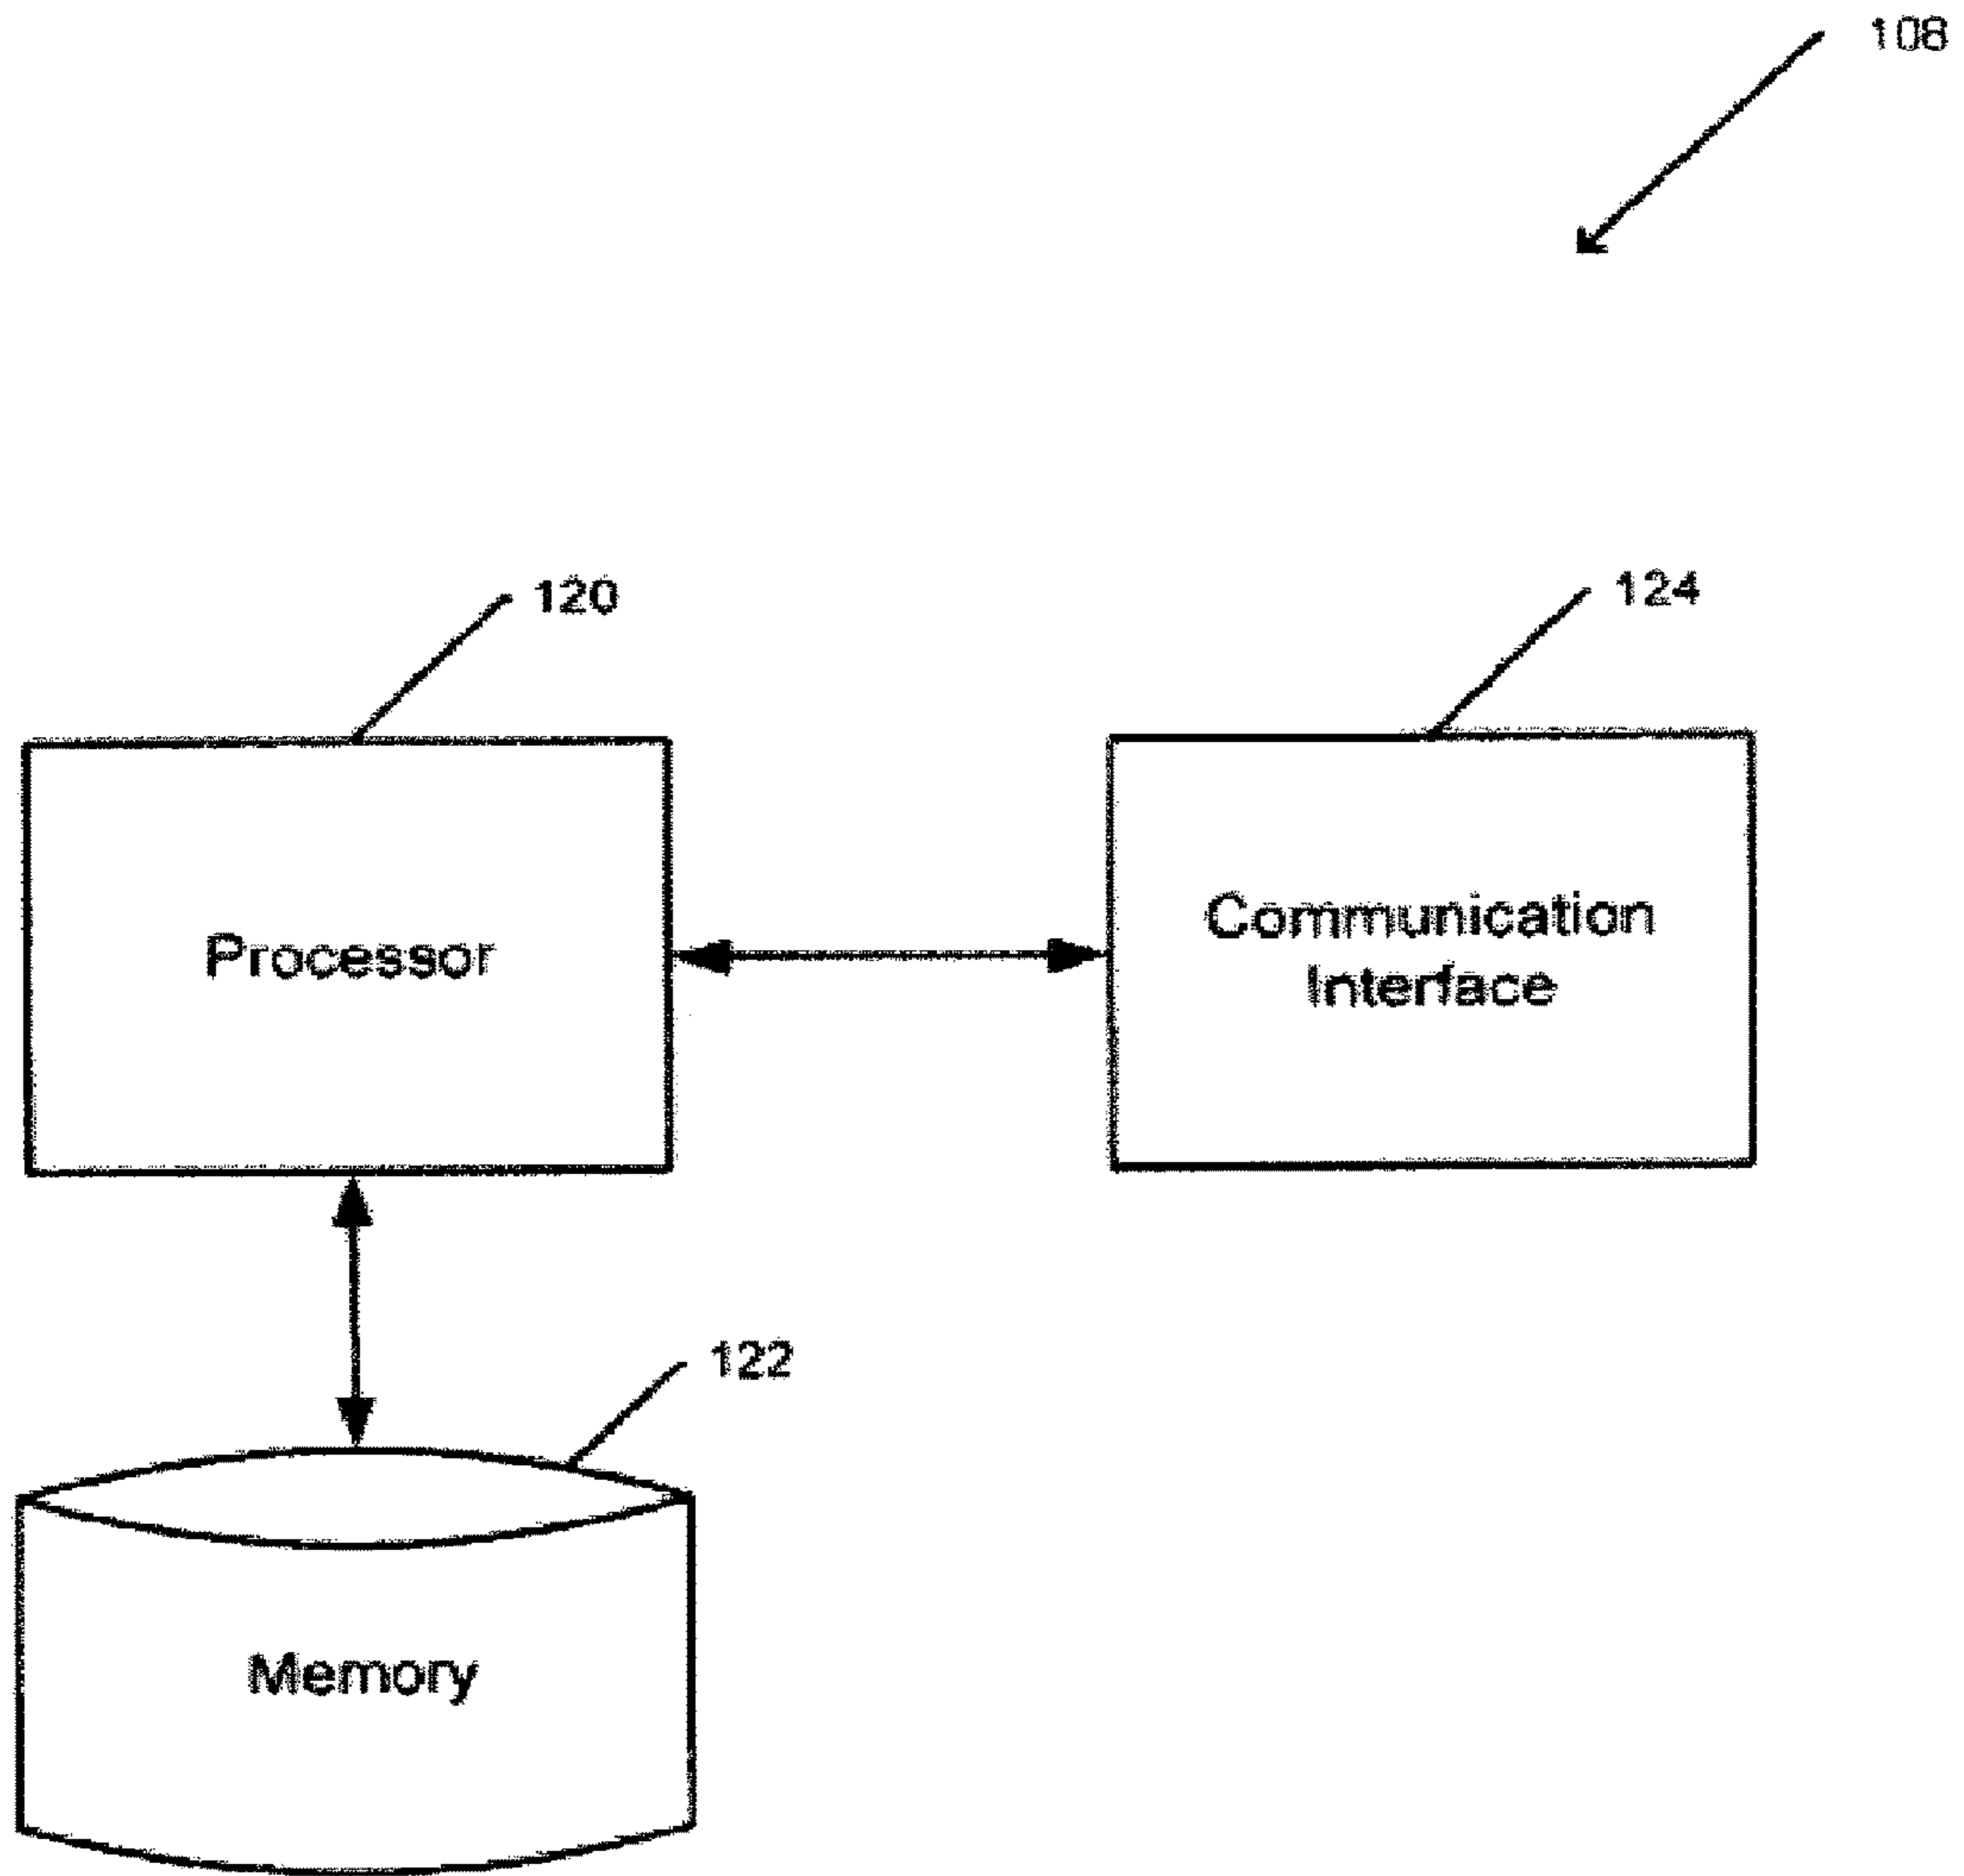 108
120
124
Processor
Communication
Interface
122
Memory